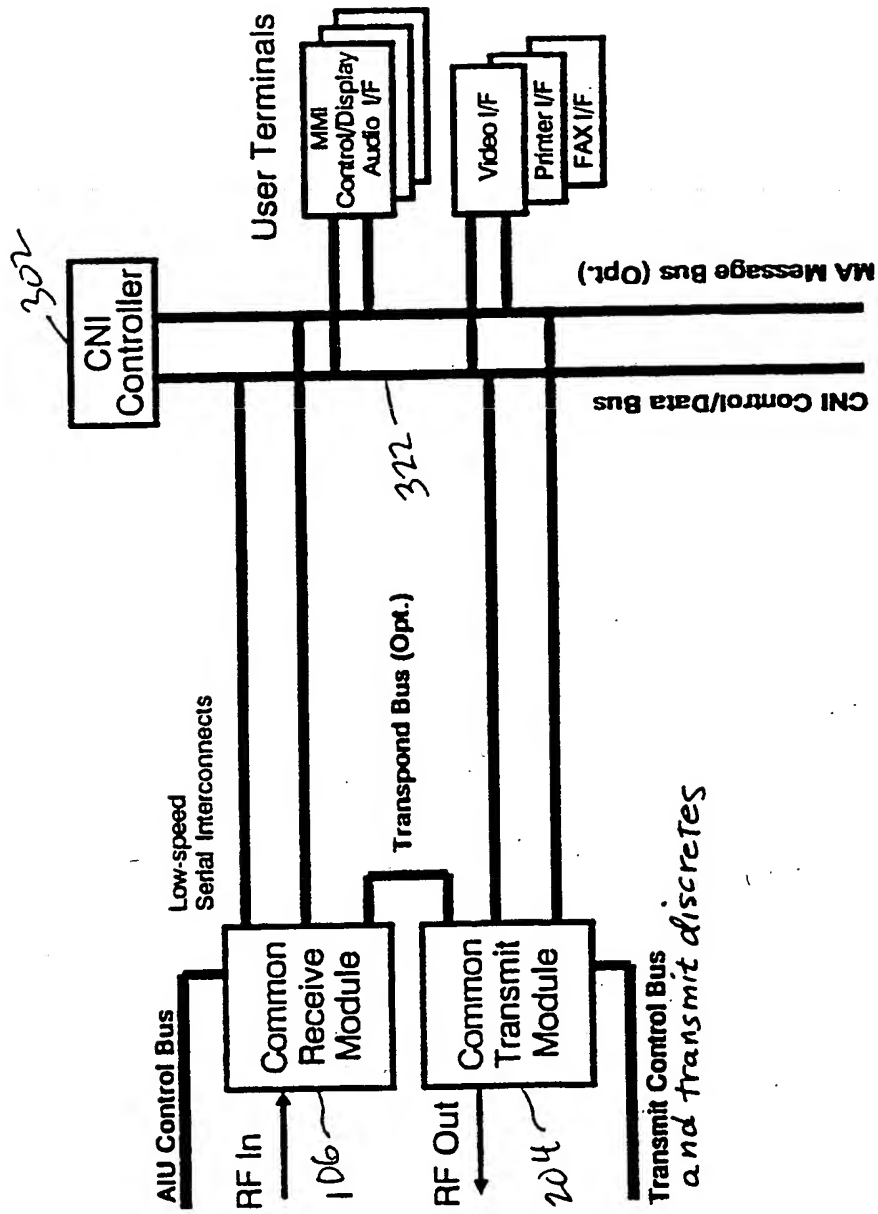 AIU Control Bus
RF In
106
Common
Receive
Module
Low-speed
Serial Interconnects
RF Out
204
Common
Transmit
Module
Transmit Control Bus
and transmit discretes
Transpond Bus (Opt.)
322
302
CNI
Controller
User Terminals
MMI
Control/Display
Audio I/F
Video I/F
Printer I/F
FAX I/F
CNI Control/Data Bus
MA Message Bus (Opt.)